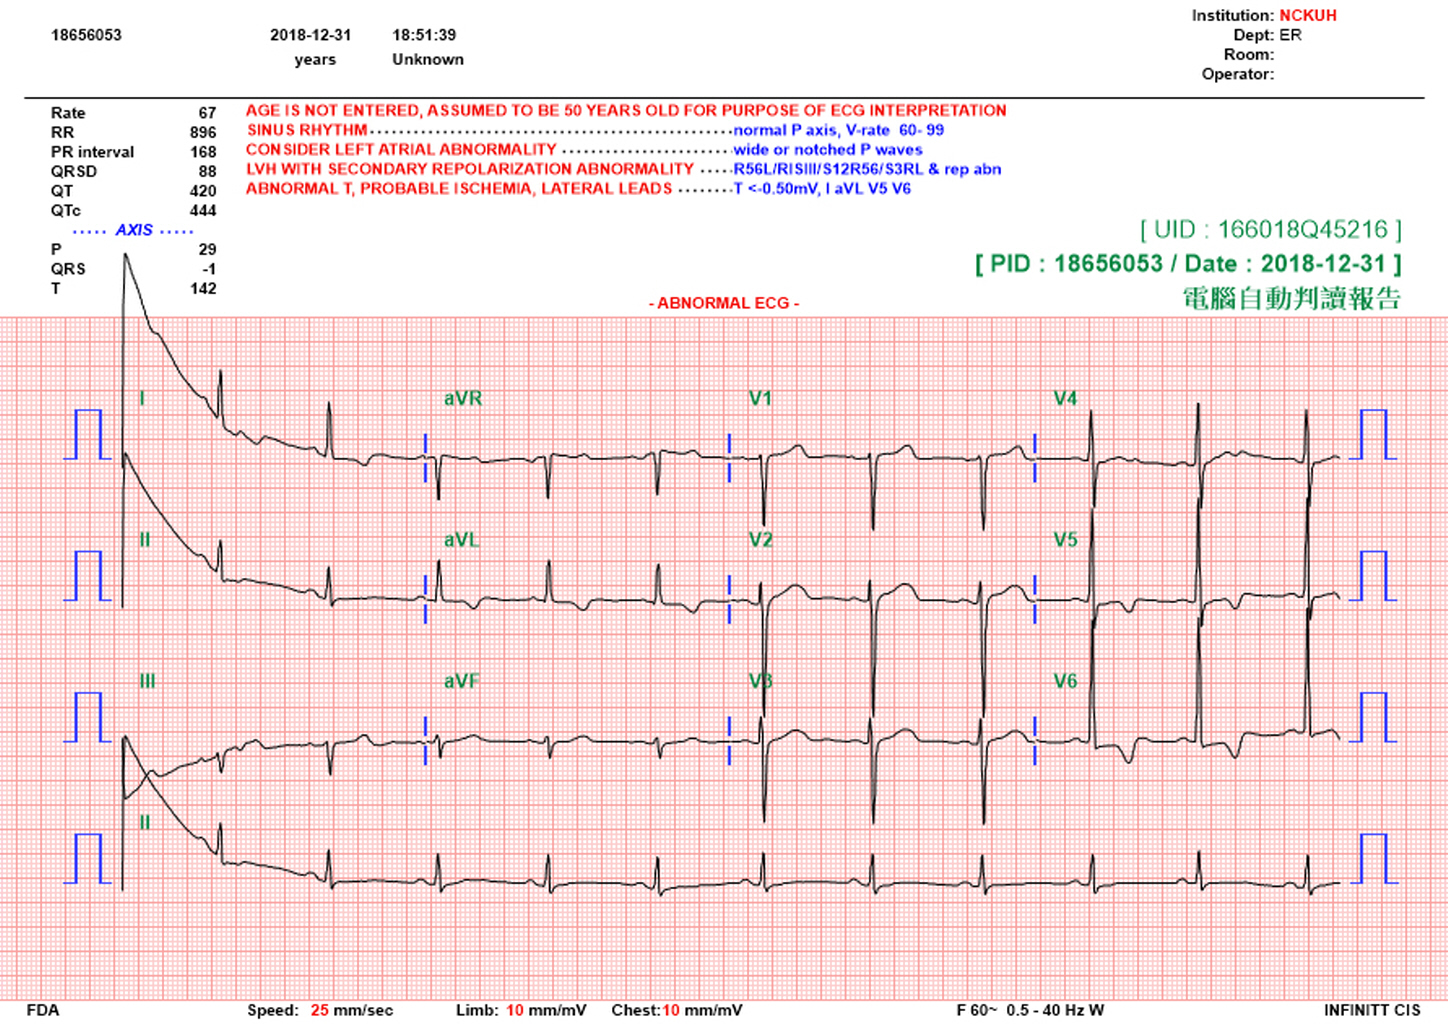 Institution: NCKUH
18656053 2018-12-31 18:51:39 Dept: ER
years Unknown Room:
Operator:
Rate 67 AGE IS NOT ENTERED, ASSUMED TO BE 50 YEARS OLD FOR PURPOSE OF ECG INTERPRETATION
RR 896 SINUS RHYTHM..................................................normal P axis, V-rate 60- 99
PR interval 168 CONSIDER LEFT ATRIAL ABNORMALITY ........................wide or notched P waves
QRSD 88 LVH WITH SECONDARY REPOLARIZATION ABNORMALITY .....R56L/RISIII/S12R56/S3RL & rep abn
QT 420 ABNORMAL T, PROBABLE ISCHEMIA, LATERAL LEADS ........T <-0.50mV, I aVL V5 V6
QTc 444
..... AXIS .....
P 29
QRS -1
T 142
[ UID : 166018Q45216 ]
[ PID : 18656053 / Date : 2018-12-31 ]
電腦自動判讀報告
- ABNORMAL ECG -
I aVR V1 V4
II aVL V2 V5
III aVF V3 V6
II
FDA Speed: 25 mm/sec Limb: 10 mm/mV Chest:10 mm/mV F 60~ 0.5 - 40 Hz W INFINITT CIS